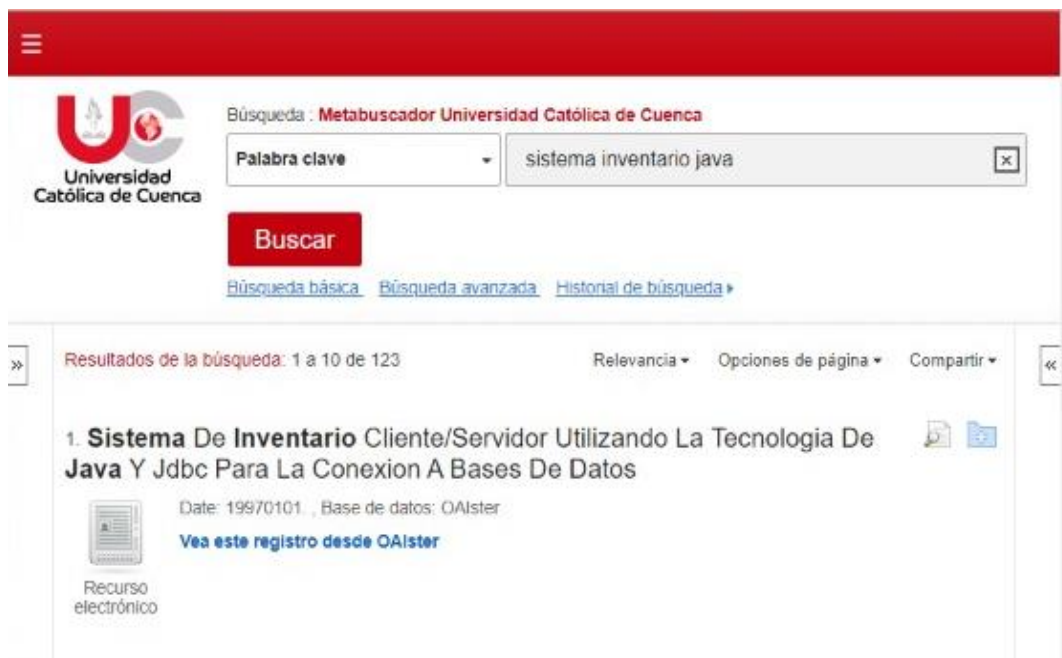 ☰
UC
Universidad
Católica de Cuenca
Búsqueda : Metabuscador Universidad Católica de Cuenca
Palabra clave
sistema inventario java
Buscar
Búsqueda básica Búsqueda avanzada Historial de búsqueda
» Resultados de la búsqueda: 1 a 10 de 123 Relevancia Opciones de página Compartir «
1. Sistema De Inventario Cliente/Servidor Utilizando La Tecnologia De
Java Y Jdbc Para La Conexion A Bases De Datos
Date: 19970101. , Base de datos: OAIster
Vea este registro desde OAIster
Recurso
electrónico